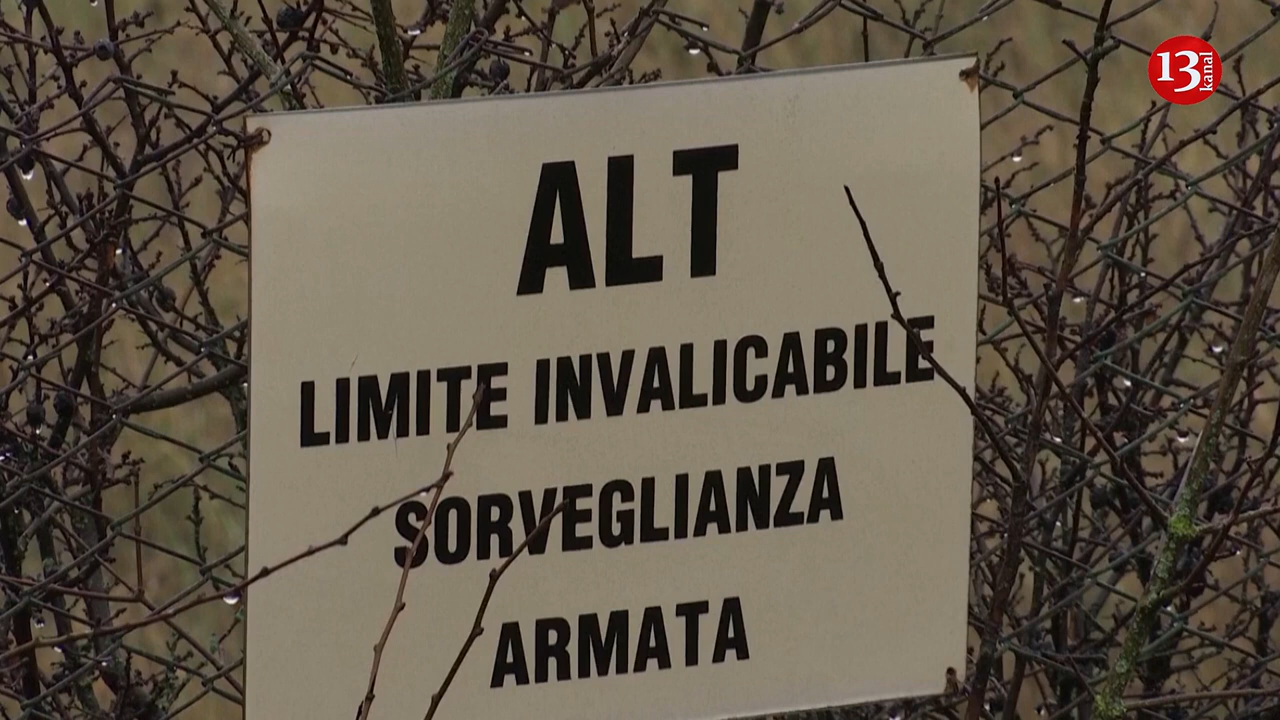 ALT
LIMITE INVALICABILE
SORVEGLIANZA
ARMATA
13 kanal